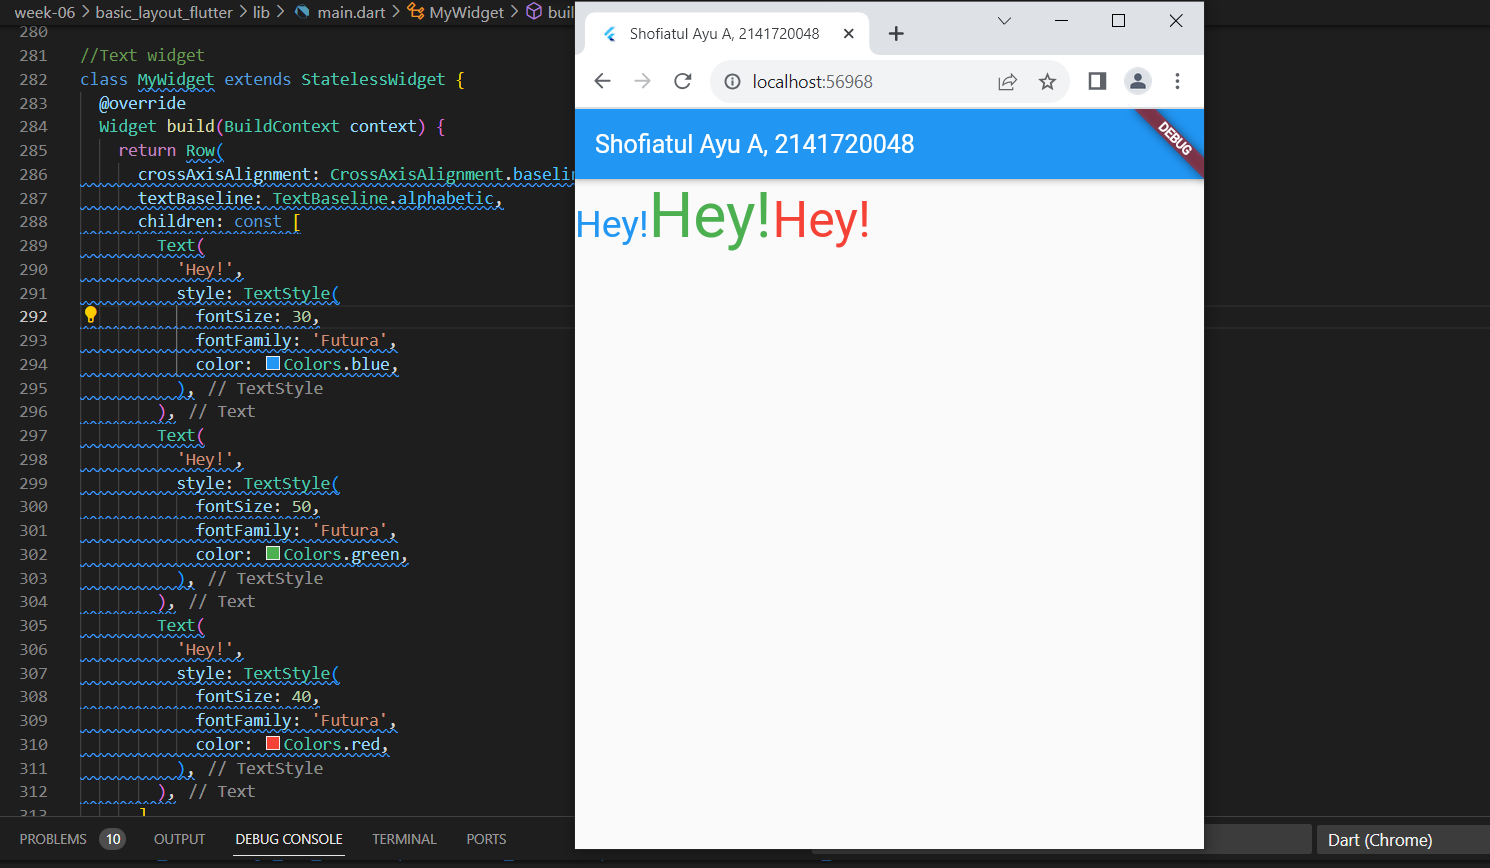 week-06 > basic_layout_flutter > lib > main.dart > MyWidget > buil
280
281 //Text widget
282 class MyWidget extends StatelessWidget {
283 @override
284 Widget build(BuildContext context) {
285 return Row(
286 crossAxisAlignment: CrossAxisAlignment.baselin
287 textBaseline: TextBaseline.alphabetic,
288 children: const [
289 Text(
290 'Hey!',
291 style: TextStyle(
292 fontSize: 30,
293 fontFamily: 'Futura',
294 color: Colors.blue,
295 ), // TextStyle
296 ), // Text
297 Text(
298 'Hey!',
299 style: TextStyle(
300 fontSize: 50,
301 fontFamily: 'Futura',
302 color: Colors.green,
303 ), // TextStyle
304 ), // Text
305 Text(
306 'Hey!',
307 style: TextStyle(
308 fontSize: 40,
309 fontFamily: 'Futura',
310 color: Colors.red,
311 ), // TextStyle
312 ), // Text
313 ]
PROBLEMS 10 OUTPUT DEBUG CONSOLE TERMINAL PORTS
Dart (Chrome)
Shofiatul Ayu A, 2141720048
localhost:56968
Shofiatul Ayu A, 2141720048
DEBUG
Hey!Hey!Hey!